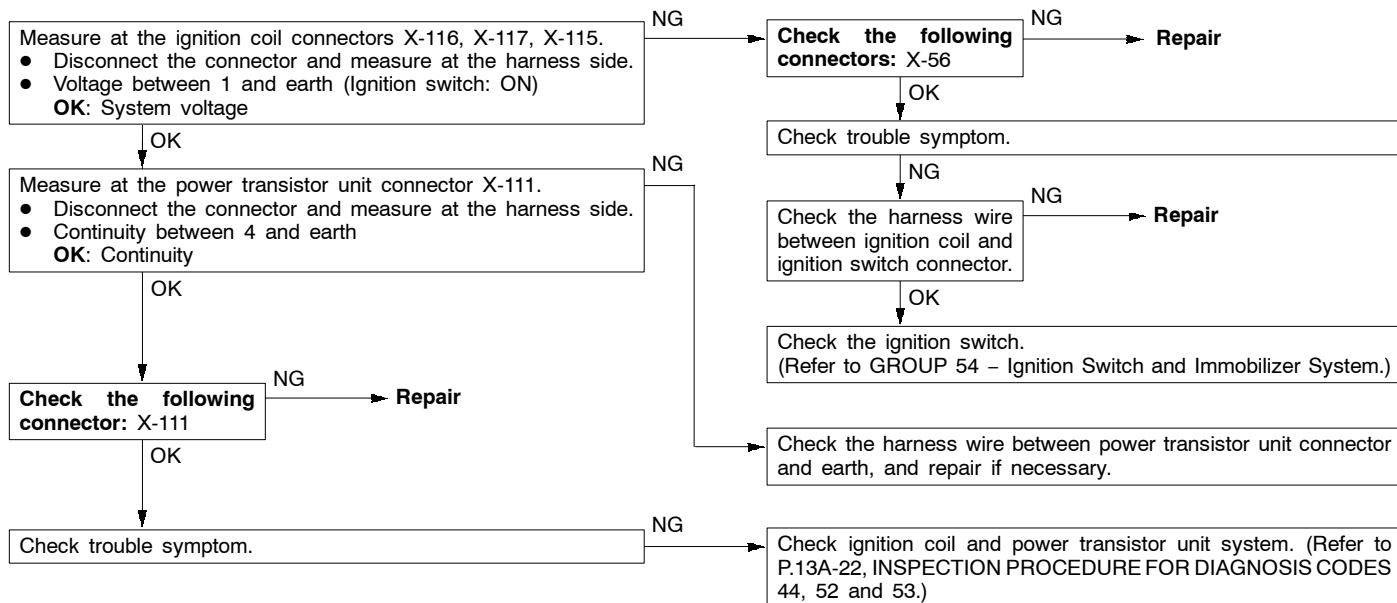 Measure at the ignition coil connectors X-116, X-117, X-115.
● Disconnect the connector and measure at the harness side.
● Voltage between 1 and earth (Ignition switch: ON)
OK: System voltage
NG
Check the following
connectors: X-56
NG
Repair
OK
Check trouble symptom.
NG
Check the harness wire
between ignition coil and
ignition switch connector.
NG
Repair
OK
Check the ignition switch.
(Refer to GROUP 54 – Ignition Switch and Immobilizer System.)
OK
Measure at the power transistor unit connector X-111.
● Disconnect the connector and measure at the harness side.
● Continuity between 4 and earth
OK: Continuity
NG
Check the harness wire between power transistor unit connector
and earth, and repair if necessary.
OK
Check the following
connector: X-111
NG
Repair
OK
Check trouble symptom.
NG
Check ignition coil and power transistor unit system. (Refer to
P.13A-22, INSPECTION PROCEDURE FOR DIAGNOSIS CODES
44, 52 and 53.)